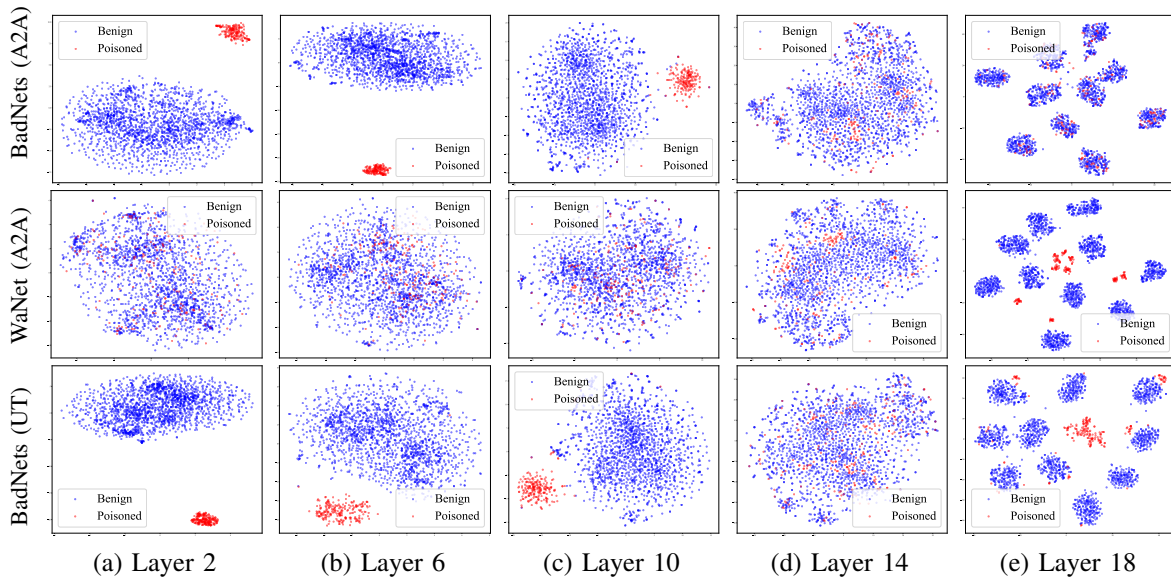 BadNets (A2A)
Benign
Poisoned
Benign
Poisoned
Benign
Poisoned
Benign
Poisoned
Benign
Poisoned
WaNet (A2A)
Benign
Poisoned
Benign
Poisoned
Benign
Poisoned
Benign
Poisoned
Benign
Poisoned
BadNets (UT)
Benign
Poisoned
Benign
Poisoned
Benign
Poisoned
Benign
Poisoned
Benign
Poisoned
(a) Layer 2
(b) Layer 6
(c) Layer 10
(d) Layer 14
(e) Layer 18